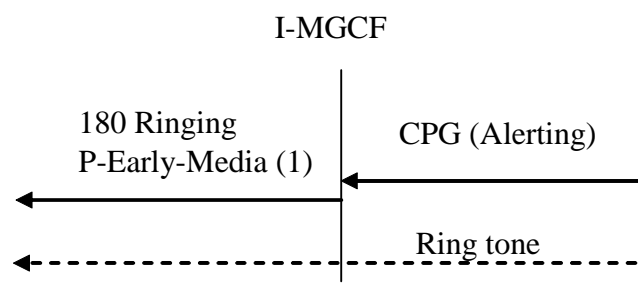 I-MGCF
180 Ringing
P-Early-Media (1)
CPG (Alerting)
Ring tone